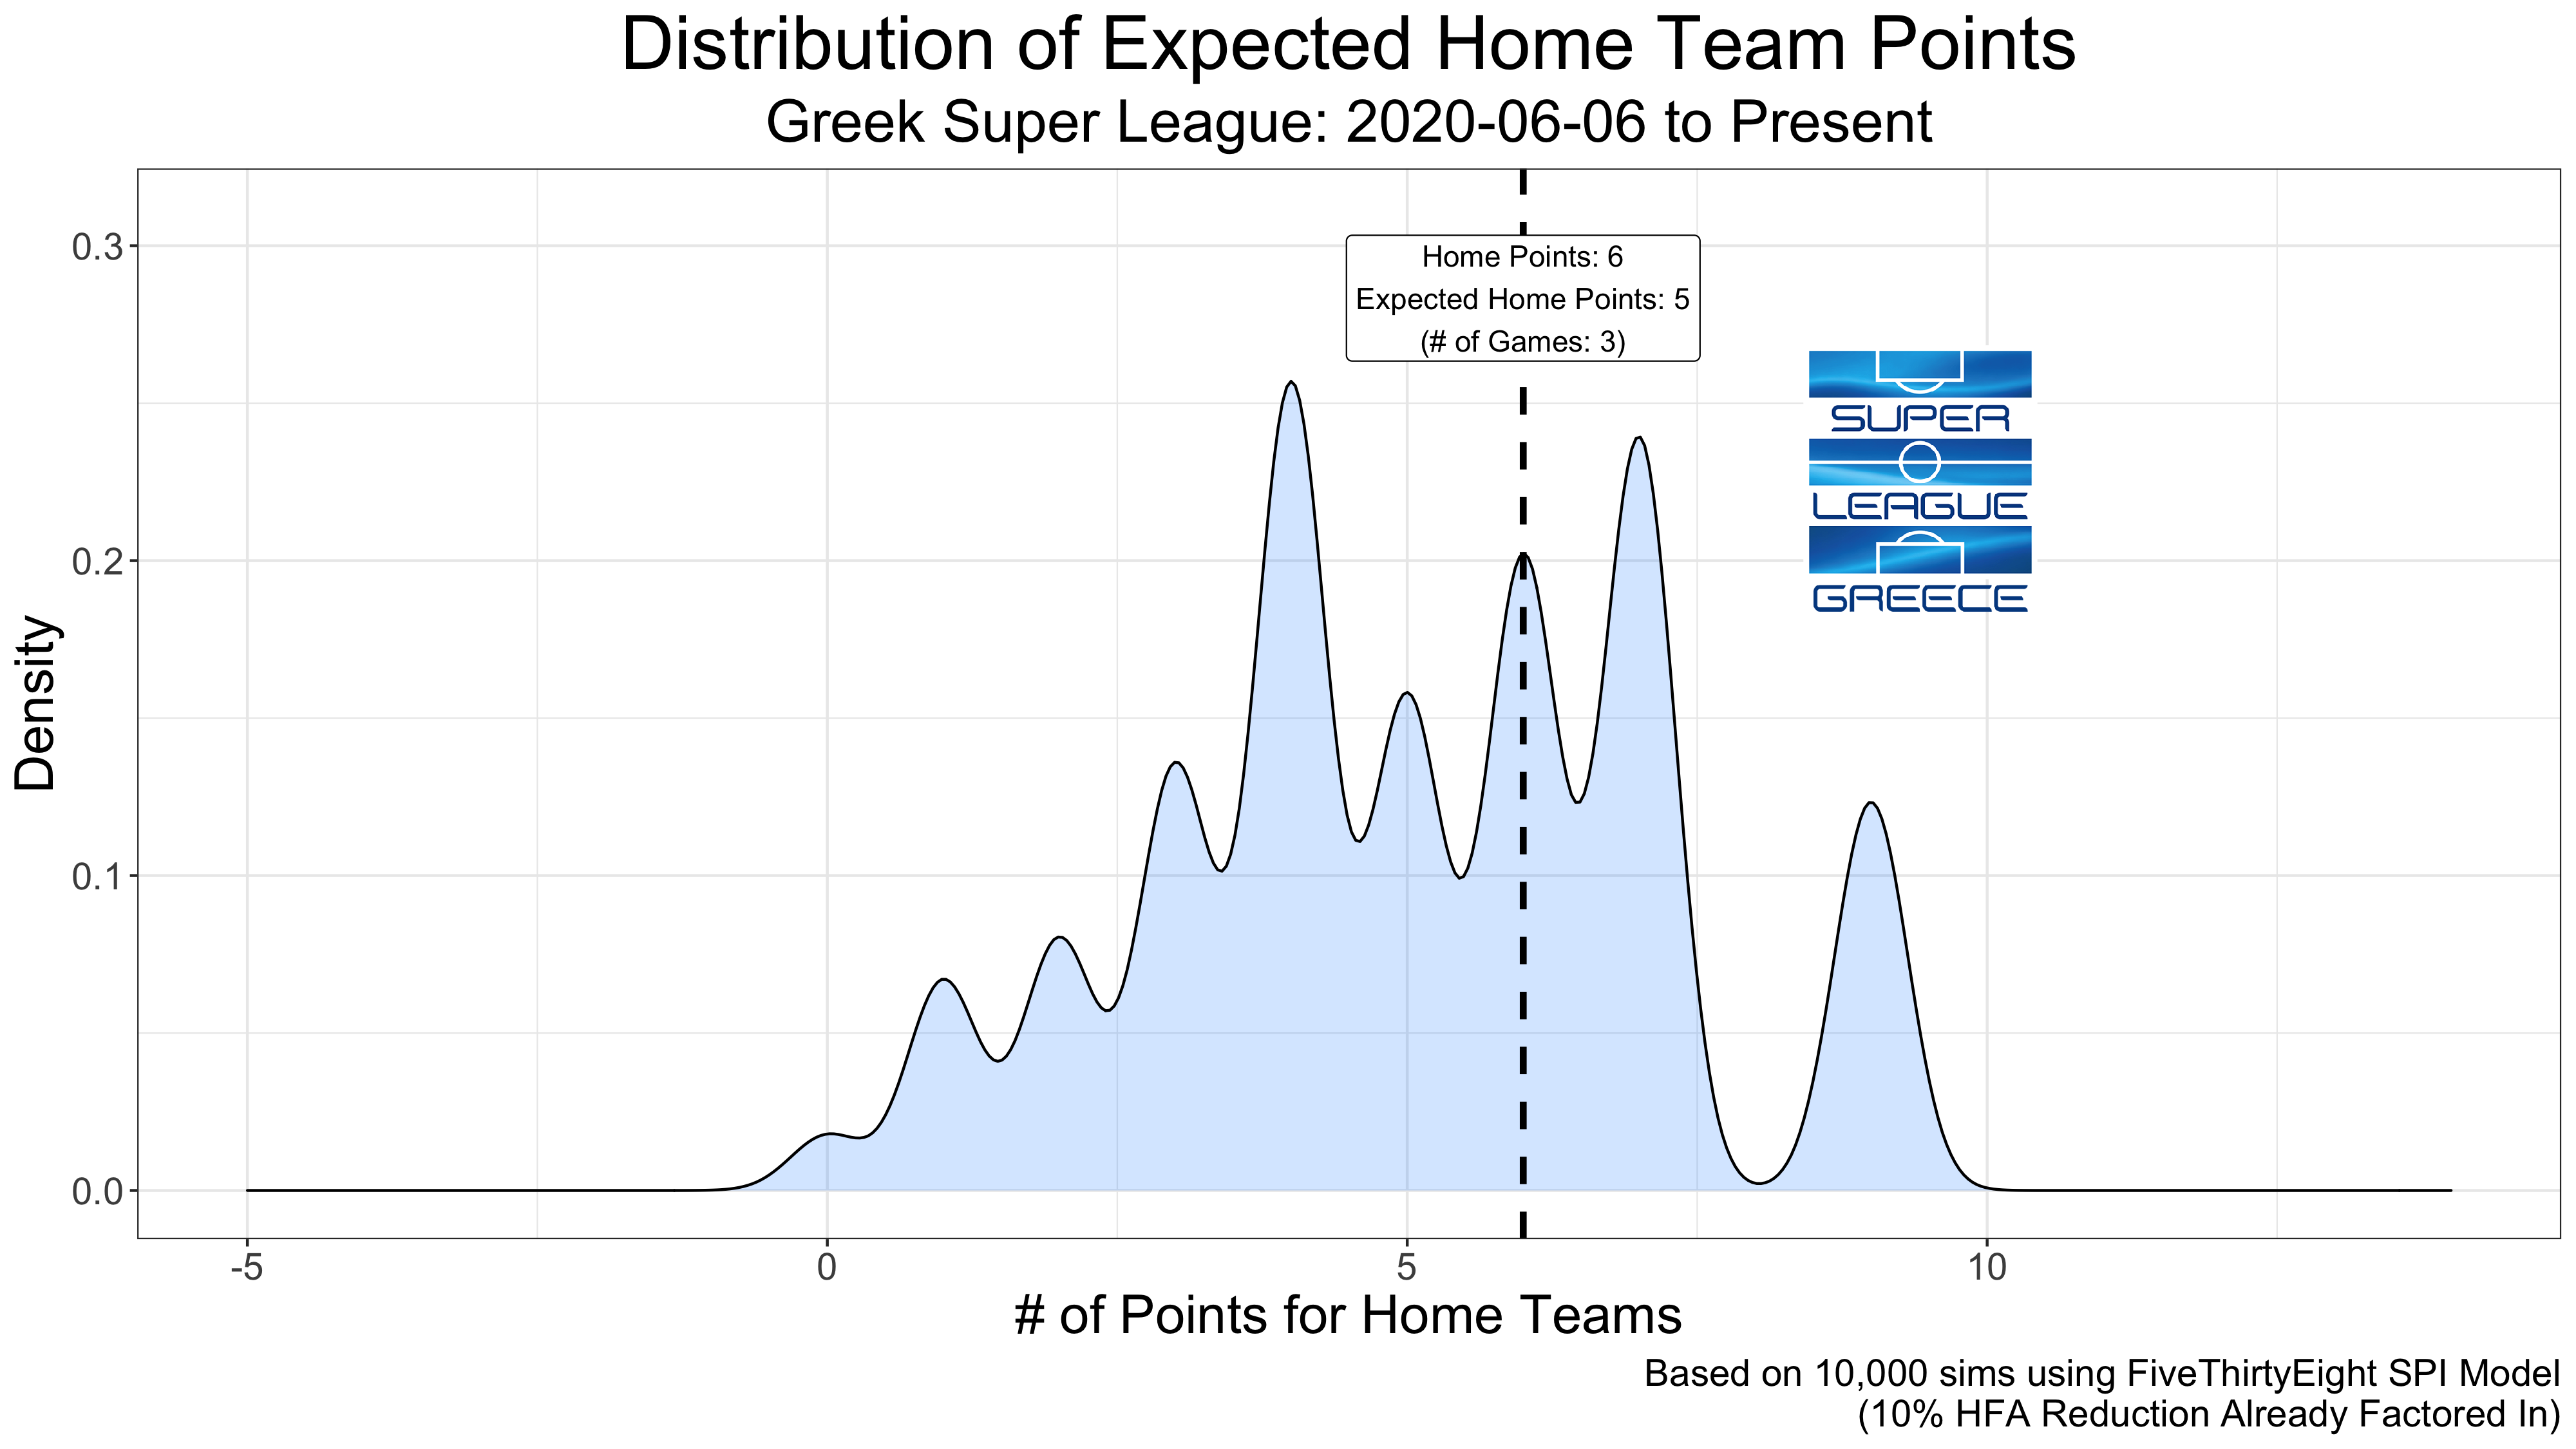 Distribution of Expected Home Team Points
Greek Super League: 2020-06-06 to Present
Density
0.3
0.2
0.1
0.0
Home Points: 6
Expected Home Points: 5
(# of Games: 3)
SUPER
LEAGUE
GREECE
-5 0 5 10
# of Points for Home Teams
Based on 10,000 sims using FiveThirtyEight SPI Model
(10% HFA Reduction Already Factored In)